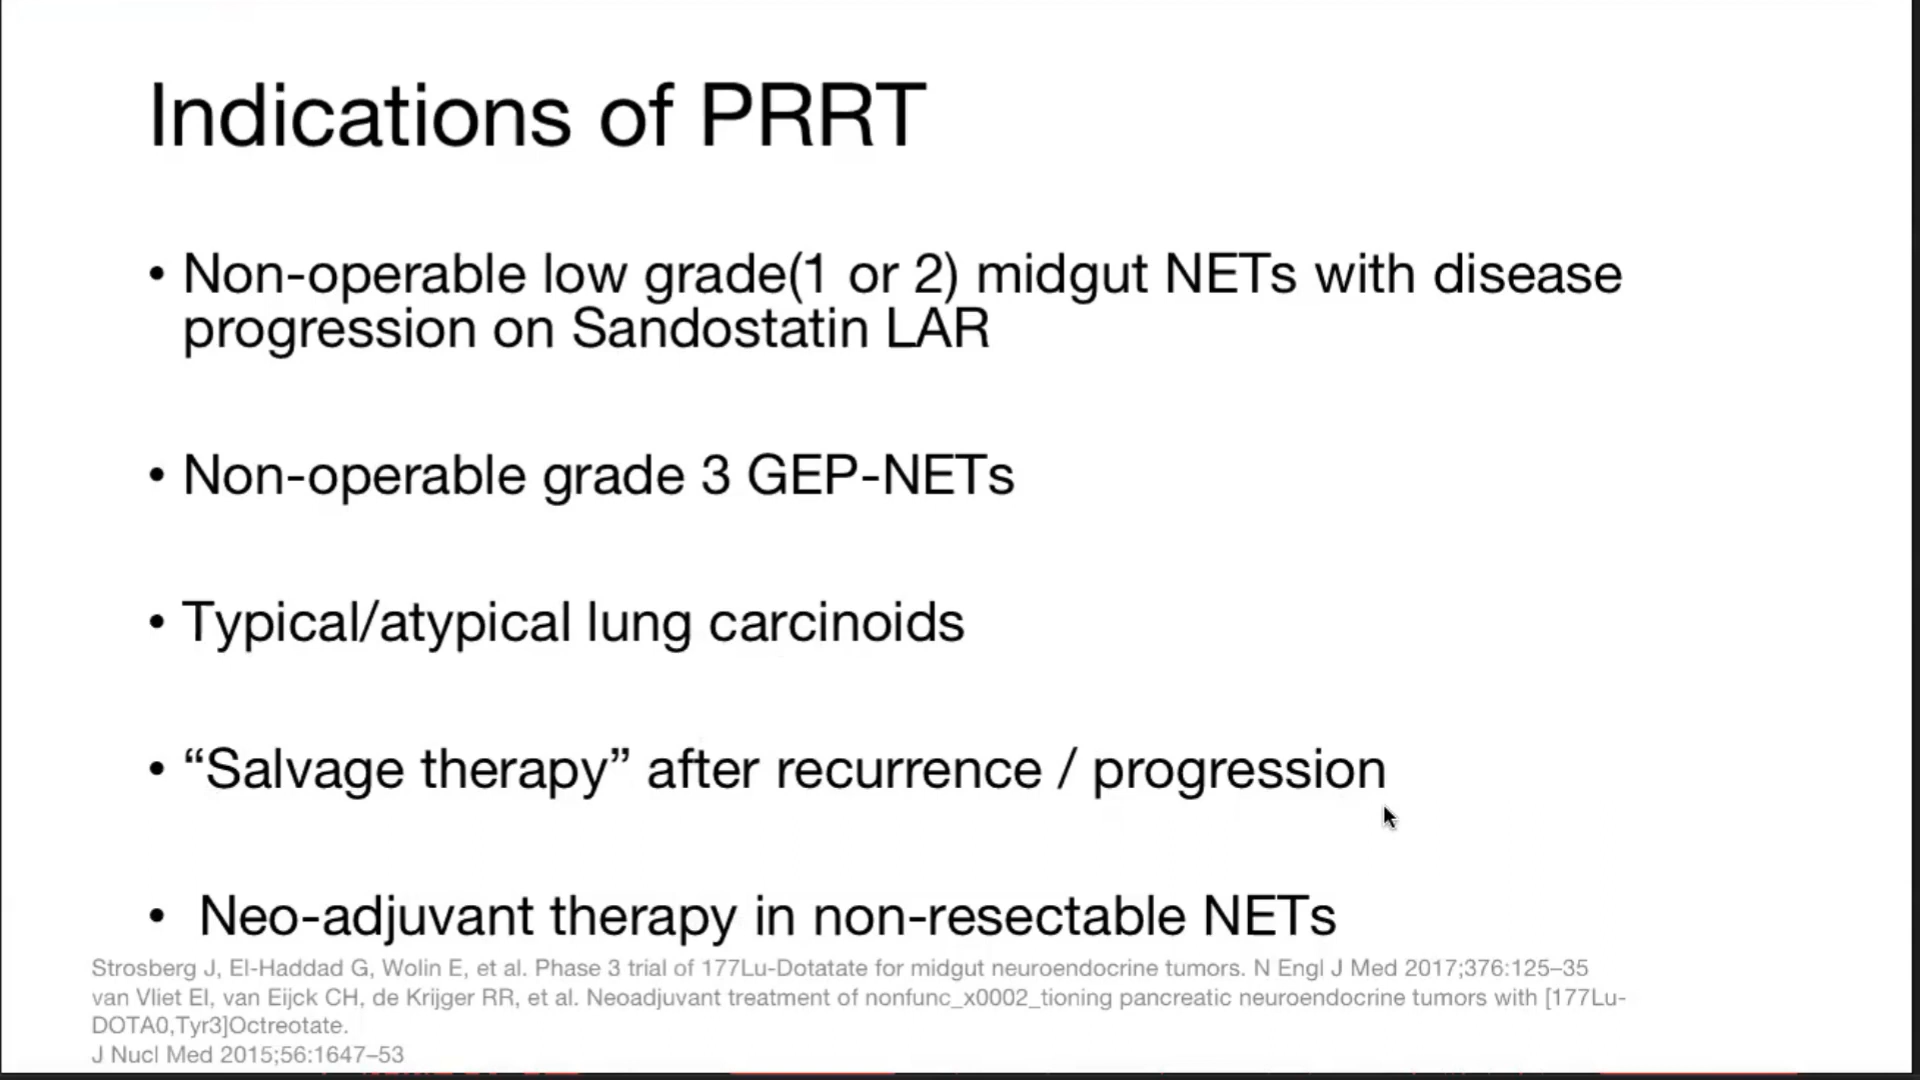 Indications of PRRT
• Non-operable low grade(1 or 2) midgut NETs with disease
progression on Sandostatin LAR
• Non-operable grade 3 GEP-NETs
• Typical/atypical lung carcinoids
• “Salvage therapy” after recurrence / progression
• Neo-adjuvant therapy in non-resectable NETs
Strosberg J, El-Haddad G, Wolin E, et al. Phase 3 trial of 177Lu-Dotatate for midgut neuroendocrine tumors. N Engl J Med 2017;376:125–35
van Vliet EI, van Eijck CH, de Krijger RR, et al. Neoadjuvant treatment of nonfunc_x0002_tioning pancreatic neuroendocrine tumors with [177Lu-
DOTA0,Tyr3]Octreotate.
J Nucl Med 2015;56:1647–53